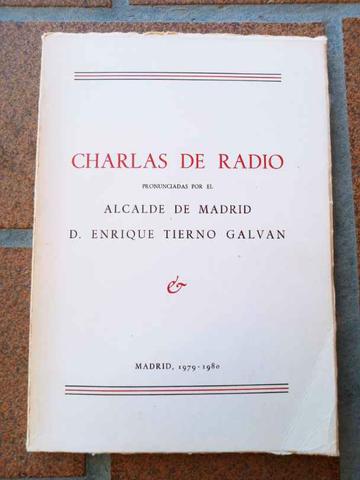 CHARLAS DE RADIO
PRONUNCIADAS POR EL
ALCALDE DE MADRID
D. ENRIQUE TIERNO GALVAN
&
MADRID, 1979-1980